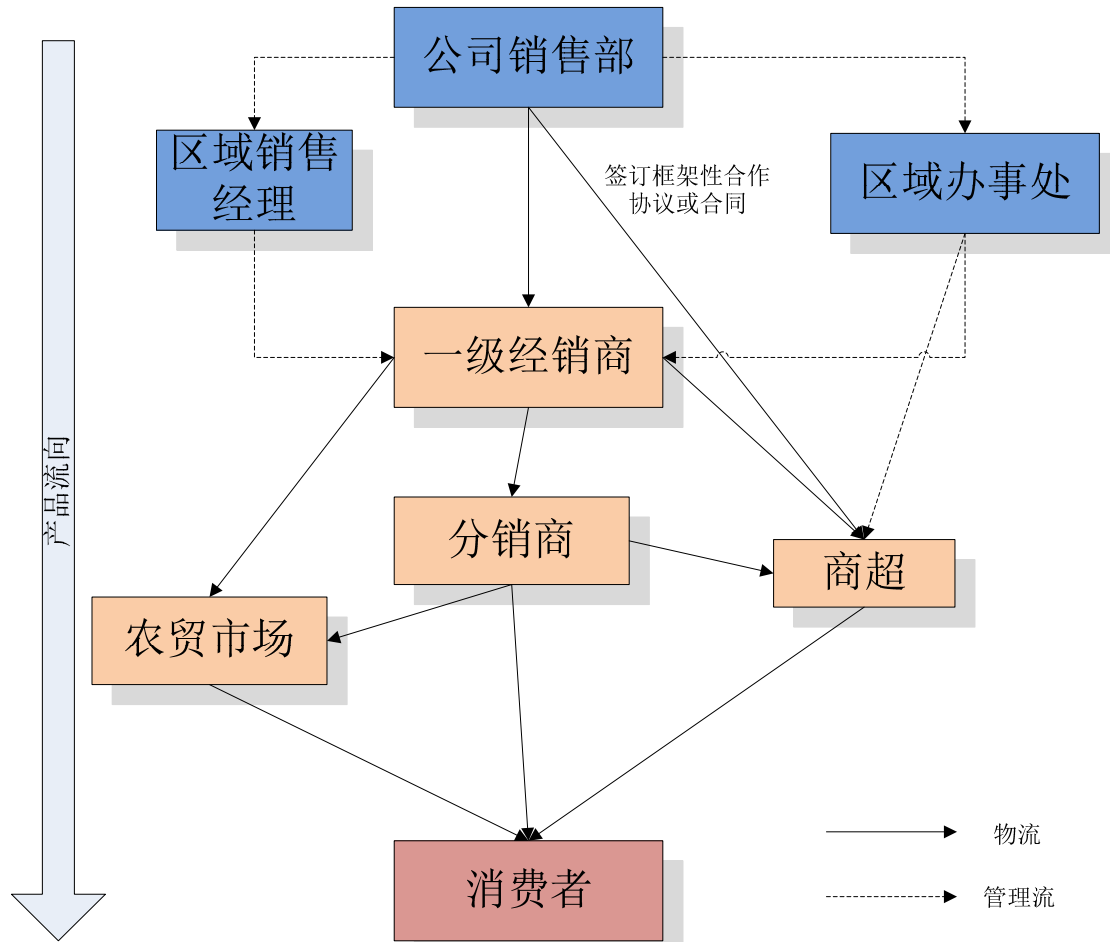 公司销售部
区域销售
经理
签订框架性合作
协议或合同
区域办事处
一级经销商
产品流向
分销商
商超
农贸市场
消费者
物流
管理流